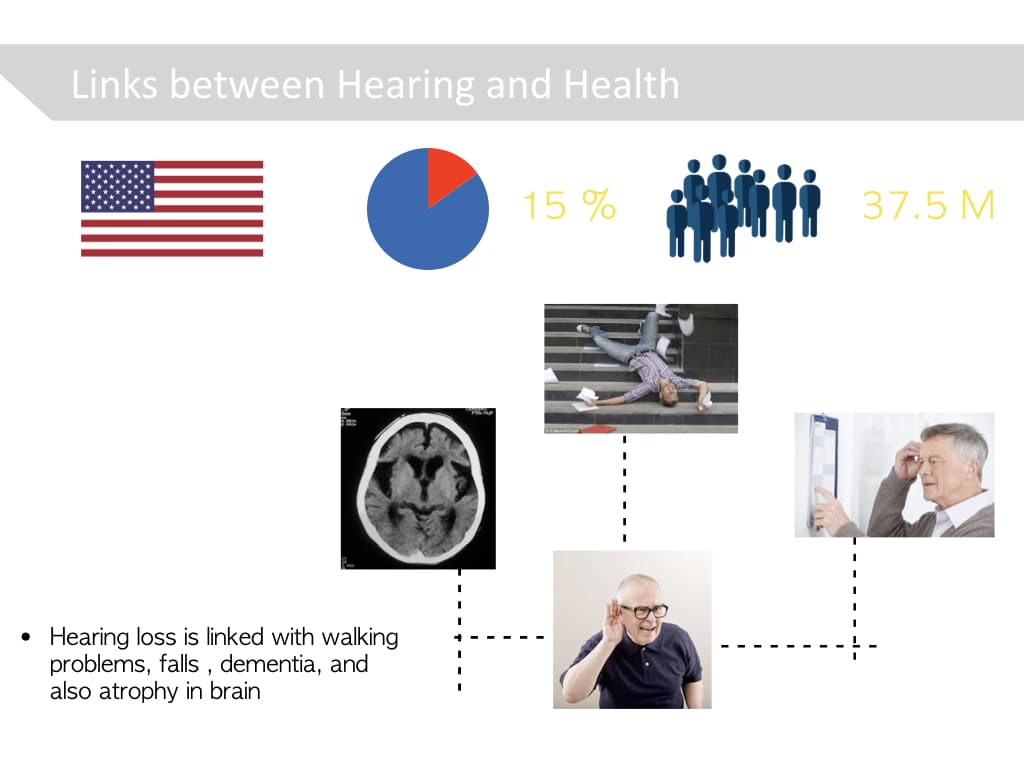 Links between Hearing and Health
15 %
37.5 M
• Hearing loss is linked with walking
problems, falls , dementia, and
also atrophy in brain